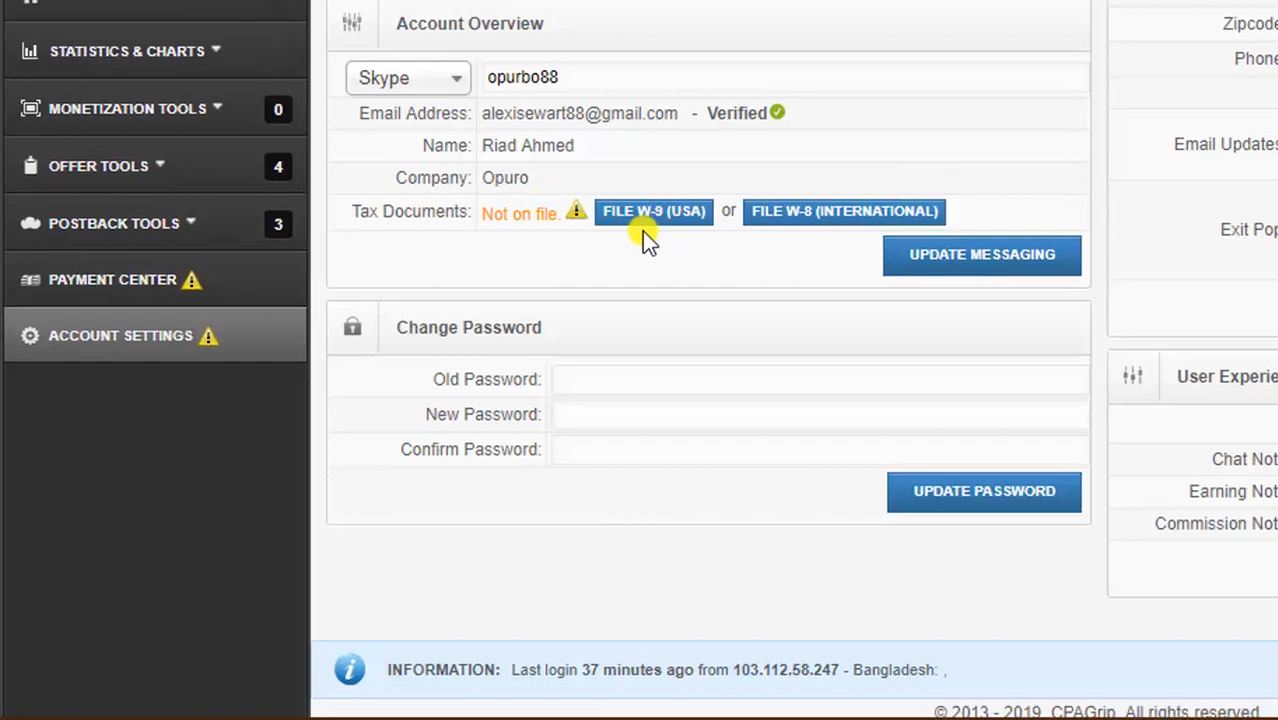 STATISTICS & CHARTS
MONETIZATION TOOLS 0
OFFER TOOLS 4
POSTBACK TOOLS 3
PAYMENT CENTER
ACCOUNT SETTINGS
Account Overview
Skype opurbo88
Email Address: alexisewart88@gmail.com - Verified
Name: Riad Ahmed
Company: Opuro
Tax Documents: Not on file. FILE W-9 (USA) or FILE W-8 (INTERNATIONAL)
UPDATE MESSAGING
Change Password
Old Password:
New Password:
Confirm Password:
UPDATE PASSWORD
Zipcode
Phone
Email Updates
Exit Pop
User Experie
Chat Not
Earning Not
Commission Not
INFORMATION: Last login 37 minutes ago from 103.112.58.247 - Bangladesh: ,
© 2013 - 2019 CPAGrip. All rights reserved.